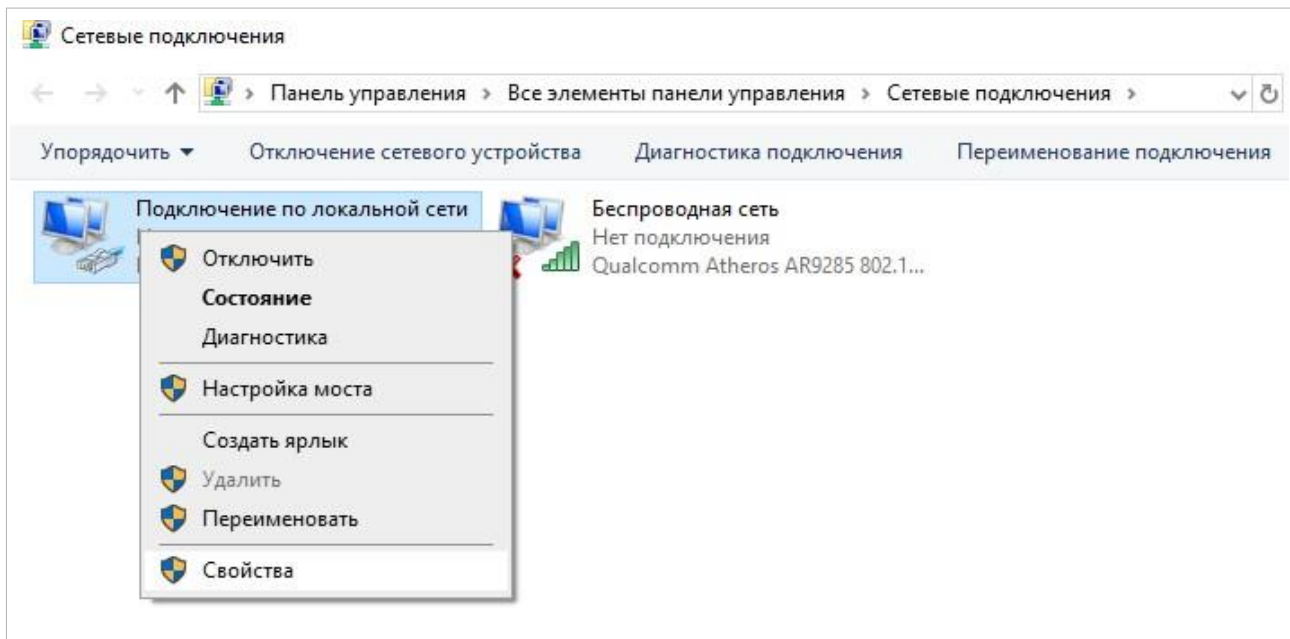 Сетевые подключения
Панель управления > Все элементы панели управления > Сетевые подключения >
Упорядочить Отключение сетевого устройства Диагностика подключения Переименование подключения
Подключение по локальной сети
Беспроводная сеть
Нет подключения
Qualcomm Atheros AR9285 802.1...
Отключить
Состояние
Диагностика
Настройка моста
Создать ярлык
Удалить
Переименовать
Свойства